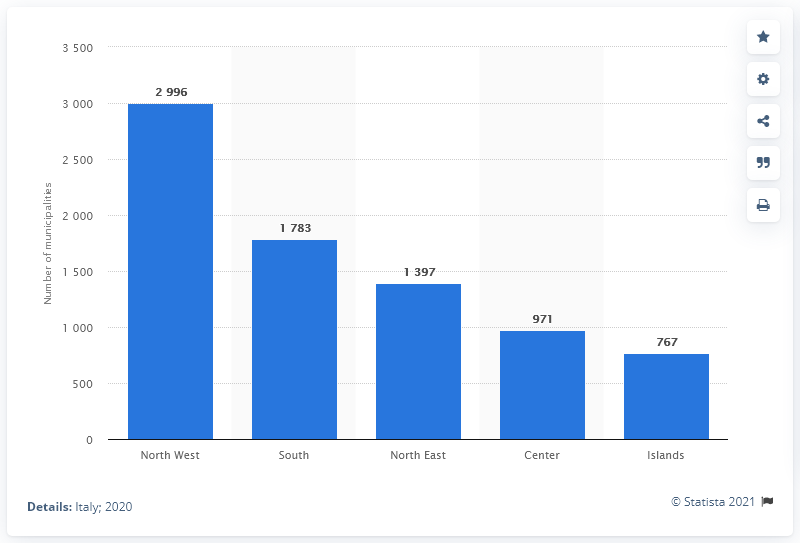 3 500
3 000
2 500
2 000
1 500
1 000
500
0
Number of municipalities
2 996
1 783
1 397
971
767
North West
South
North East
Center
Islands
Details: Italy; 2020
© Statista 2021